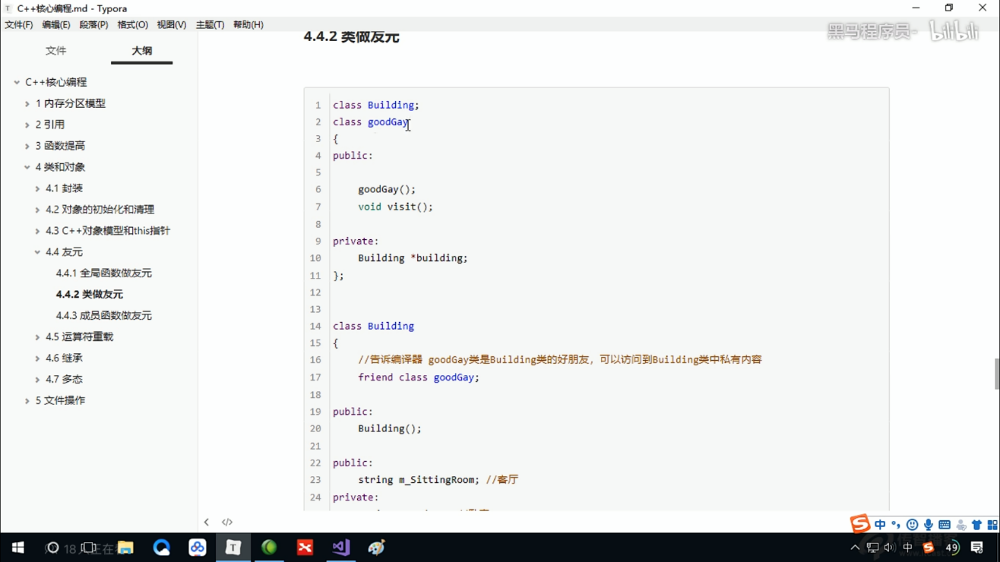 C++核心编程.md - Typora
文件(F) 编辑(E) 段落(P) 格式(O) 视图(V) 主题(T) 帮助(H)
黑马程序员- bilibili
文件 大纲
C++核心编程
1 内存分区模型
2 引用
3 函数提高
4 类和对象
4.1 封装
4.2 对象的初始化和清理
4.3 C++对象模型和this指针
4.4 友元
4.4.1 全局函数做友元
4.4.2 类做友元
4.4.3 成员函数做友元
4.5 运算符重载
4.6 继承
4.7 多态
5 文件操作
4.4.2 类做友元
1 class Building;
2 class goodGay
3 {
4 public:
5
6 goodGay();
7 void visit();
8
9 private:
10 Building *building;
11 };
12
13
14 class Building
15 {
16 //告诉编译器 goodGay类是Building类的好朋友，可以访问到Building类中私有内容
17 friend class goodGay;
18
19 public:
20 Building();
21
22 public:
23 string m_SittingRoom; //客厅
24 private:
中
18人正在看
中
49